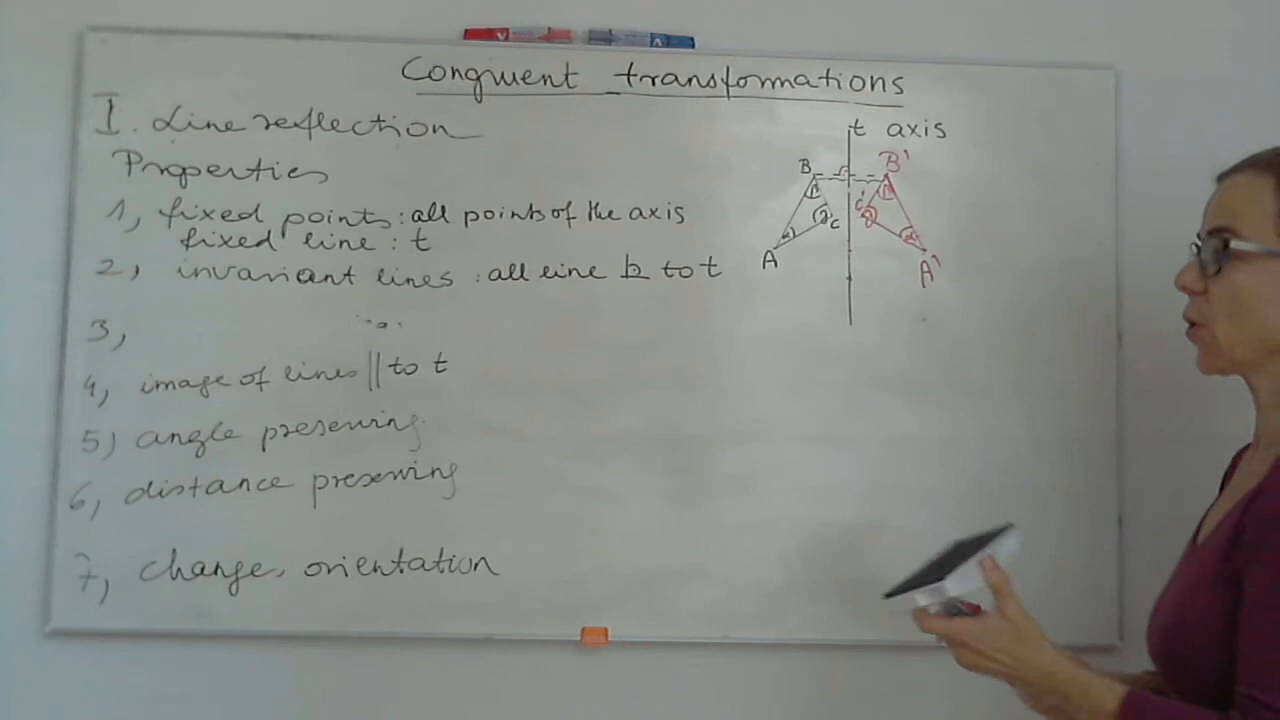 Congruent transformations
I. Line reflection
Properties
1, fixed points: all points of the axis
fixed line: t
2, invariant lines: all line ⊥ to t
3,
4, image of lines || to t
5) angle preserving
6, distance preserving
7, change orientation
t axis
B B'
C C'
A A'